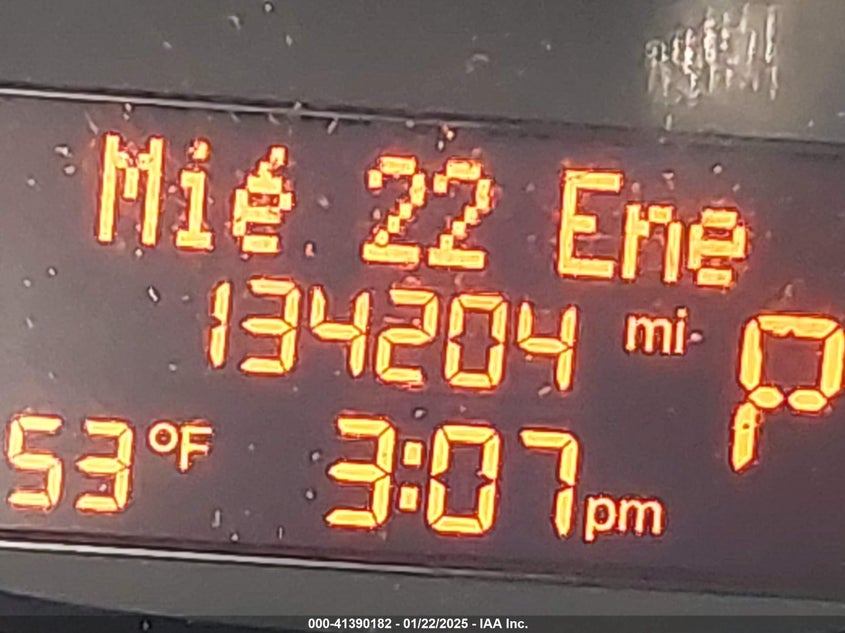 Mié 22 Ene
134204 mi
P
53 °F 3:07 pm
000-41390182 - 01/22/2025 - IAA Inc.